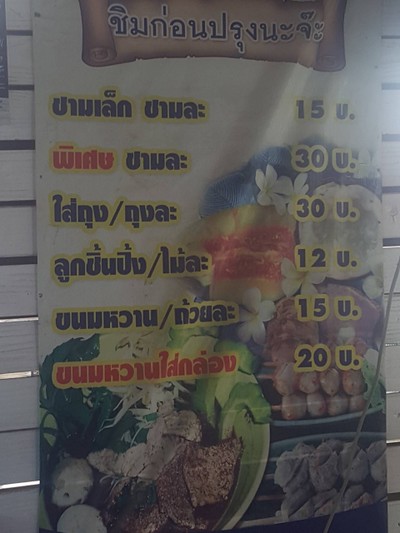 ชิมก่อนปรุงนะจ๊ะ
ชามเล็ก ชามละ 15 บ.
พิเศษ ชามละ 30 บ.
ใส่ถุง/ถุงละ 30 บ.
ลูกชิ้นปิ้ง/ไม้ละ 12 บ.
ขนมหวาน/ถ้วยละ 15 บ.
ขนมหวานใส่กล่อง 20 บ.